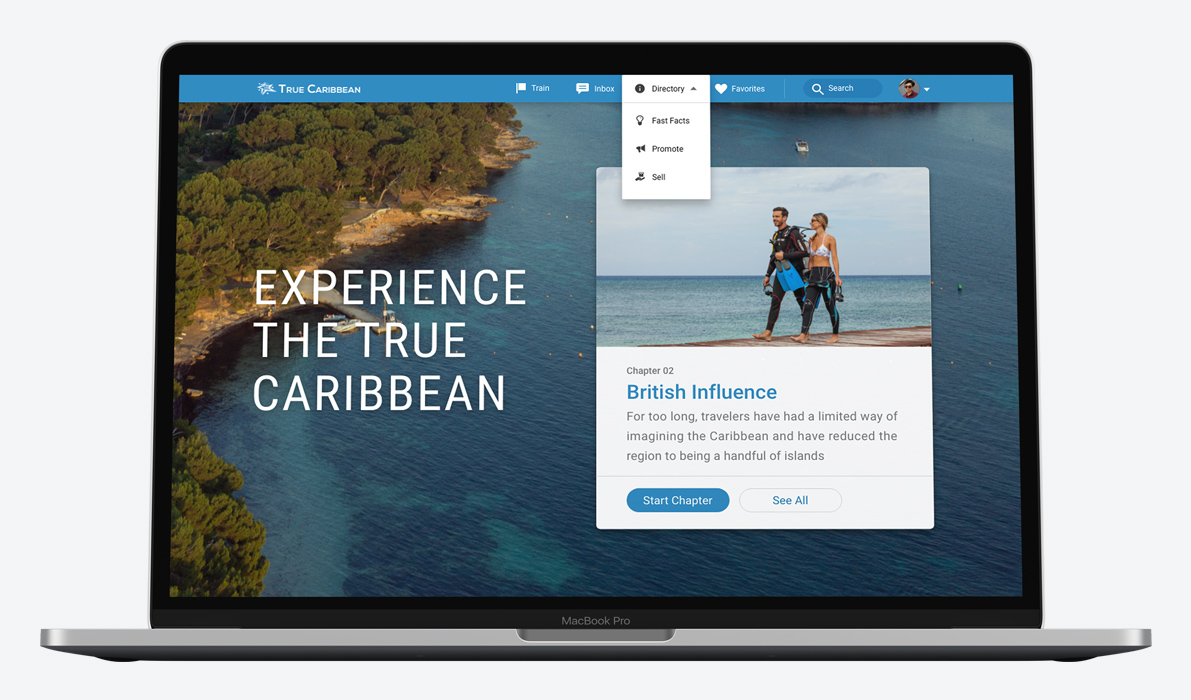 True Caribbean
Train
Inbox
Directory
Favorites
Search
Fast Facts
Promote
Sell
EXPERIENCE
THE TRUE
CARIBBEAN
Chapter 02
British Influence
For too long, travelers have had a limited way of
imagining the Caribbean and have reduced the
region to being a handful of islands
Start Chapter
See All
MacBook Pro